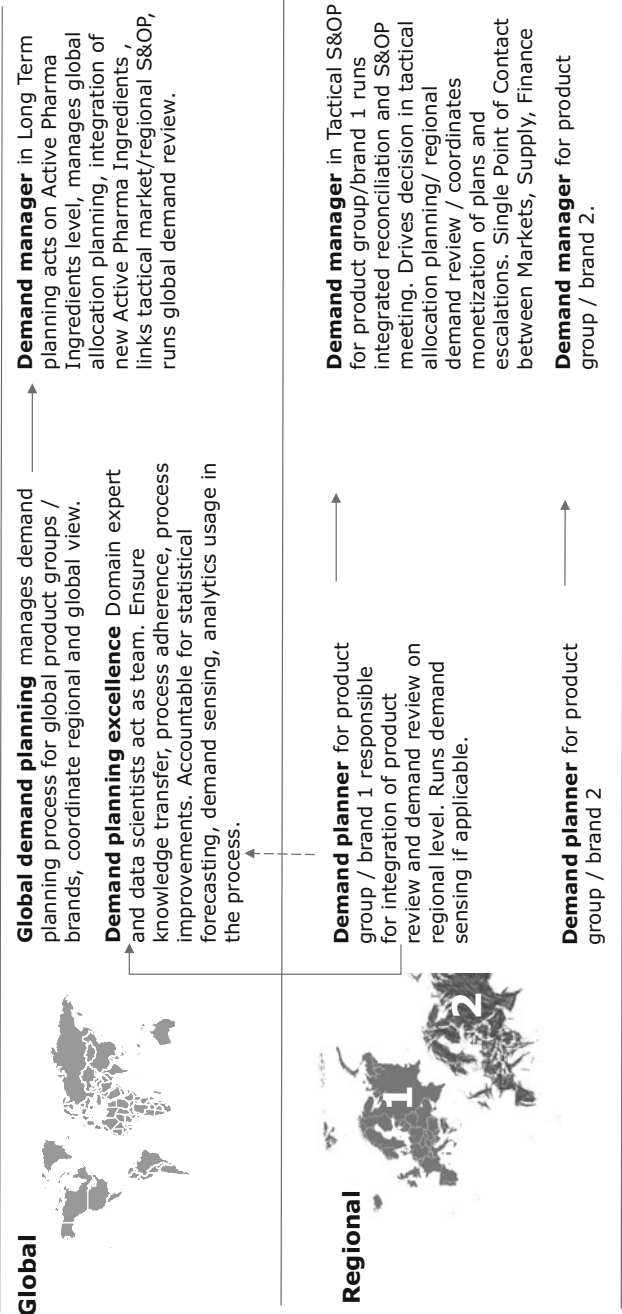 Global
Global demand planning manages demand
planning process for global product groups /
brands, coordinate regional and global view.
Demand planning excellence Domain expert
and data scientists act as team. Ensure
knowledge transfer, process adherence, process
improvements. Accountable for statistical
forecasting, demand sensing, analytics usage in
the process.
Demand manager in Long Term
planning acts on Active Pharma
Ingredients level, manages global
allocation planning, integration of
new Active Pharma Ingredients ,
links tactical market/regional S&OP,
runs global demand review.
Regional
1
2
Demand planner for product
group / brand 1 responsible
for integration of product
review and demand review on
regional level. Runs demand
sensing if applicable.
Demand manager in Tactical S&OP
for product group/brand 1 runs
integrated reconciliation and S&OP
meeting. Drives decision in tactical
allocation planning/ regional
demand review / coordinates
monetization of plans and
escalations. Single Point of Contact
between Markets, Supply, Finance
Demand planner for product
group / brand 2
Demand manager for product
group / brand 2.